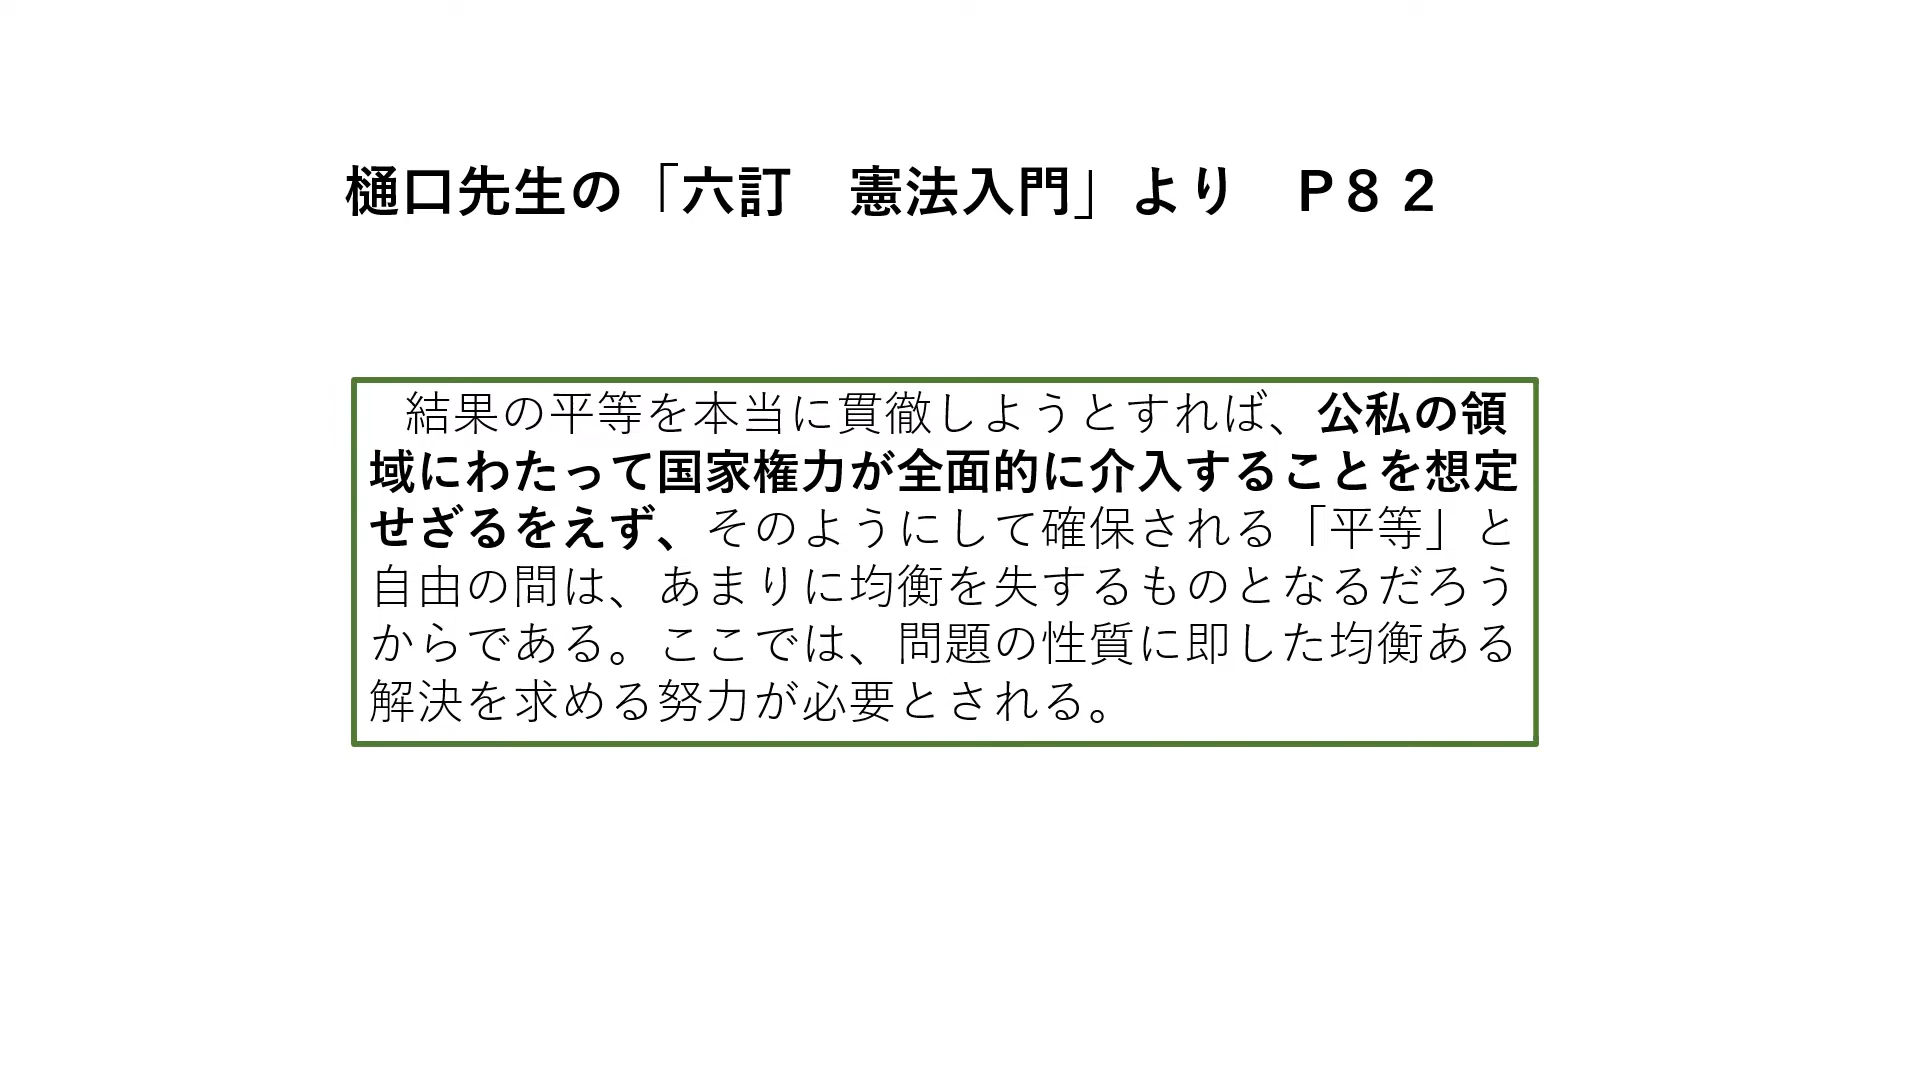 樋口先生の「六訂　憲法入門」より　Ｐ８２
結果の平等を本当に貫徹しようとすれば、公私の領
域にわたって国家権力が全面的に介入することを想定
せざるをえず、そのようにして確保される「平等」と
自由の間は、あまりに均衡を失するものとなるだろう
からである。ここでは、問題の性質に即した均衡ある
解決を求める努力が必要とされる。